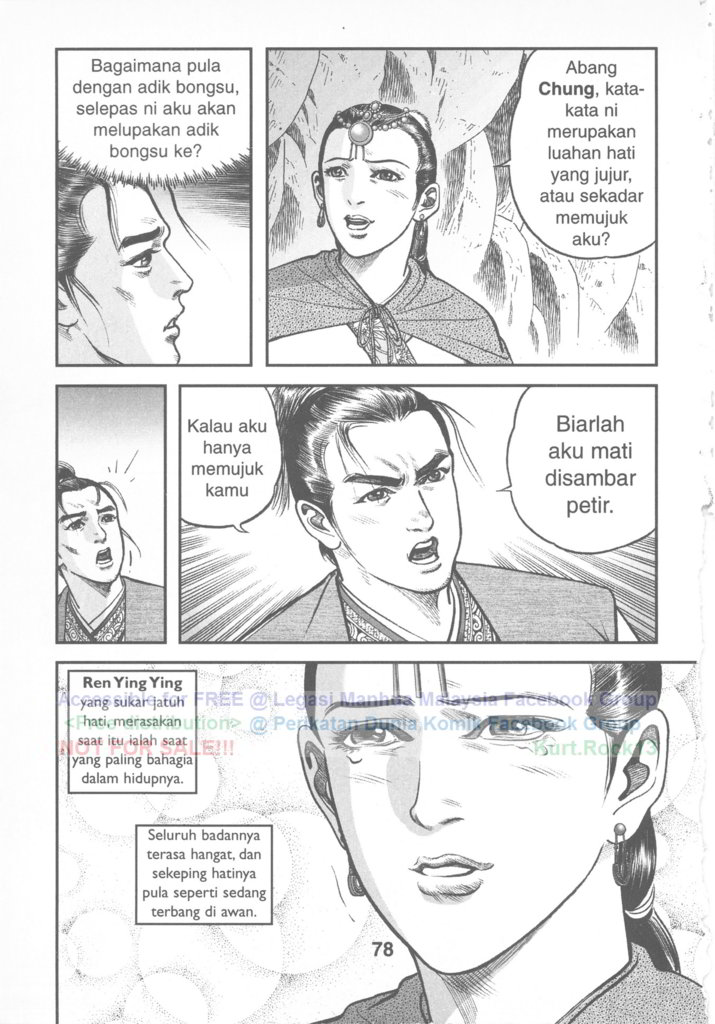 Bagaimana pula
dengan adik bongsu,
selepas ni aku akan
melupakan adik
bongsu ke?
Abang
Chung, kata-
kata ni
merupakan
luahan hati
yang jujur,
atau sekadar
memujuk
aku?
Kalau aku
hanya
memujuk
kamu
Biarlah
aku mati
disambar
petir.
Ren Ying Ying
yang sukar jatuh
hati, merasakan
saat itu ialah saat
yang paling bahagia
dalam hidupnya.
Accessible for FREE @ Legasi Manhua Malaysia Facebook Group
<Free Distribution> @ Perikatan Dunia Komik Facebook Group
NOT FOR SALE!!!
Kurt.Rock13
Seluruh badannya
terasa hangat, dan
sekeping hatinya
pula seperti sedang
terbang di awan.
78